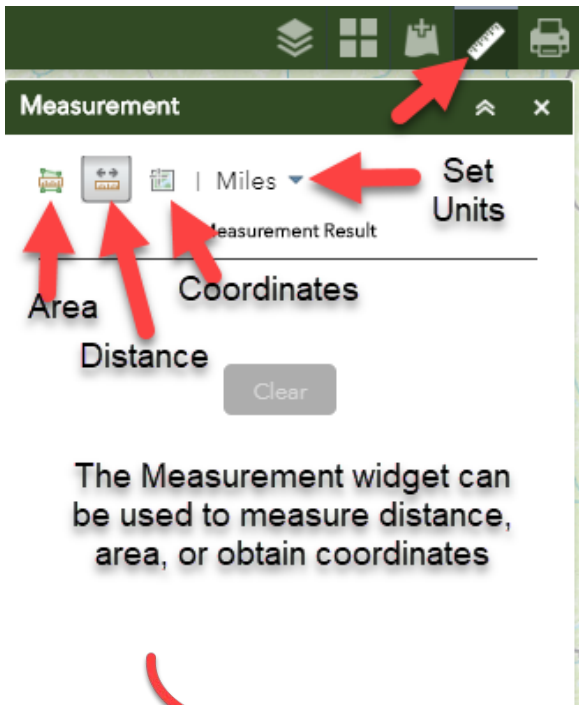 Measurement
| Miles
Set
Units
Measurement Result
Coordinates
Area
Distance
Clear
The Measurement widget can
be used to measure distance,
area, or obtain coordinates